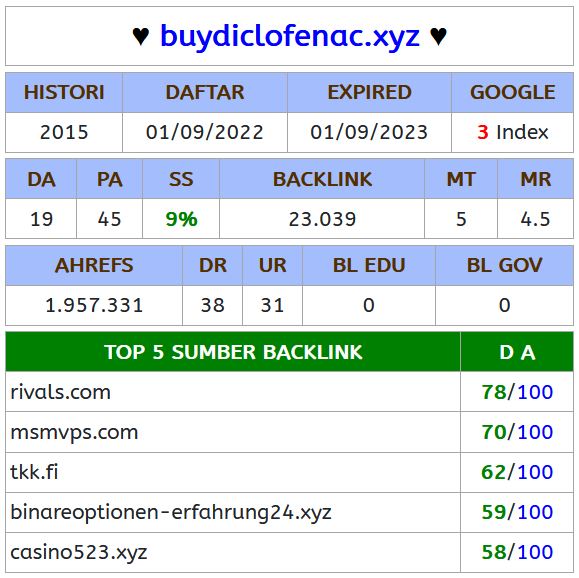 ♥ buydiclofenac.xyz ♥
HISTORI DAFTAR EXPIRED GOOGLE
2015 01/09/2022 01/09/2023 3 Index
DA PA SS BACKLINK MT MR
19 45 9% 23.039 5 4.5
AHREFS DR UR BL EDU BL GOV
1.957.331 38 31 0 0
TOP 5 SUMBER BACKLINK D A
rivals.com 78/100
msmvps.com 70/100
tkk.fi 62/100
binareoptionen-erfahrung24.xyz 59/100
casino523.xyz 58/100